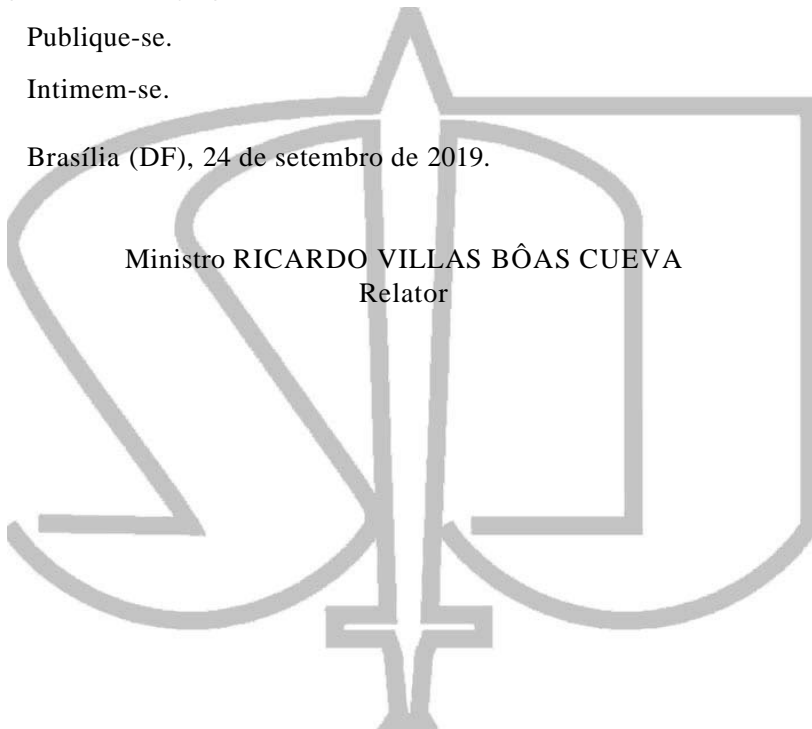 Publique-se.
Intimem-se.
Brasília (DF), 24 de setembro de 2019.
Ministro RICARDO VILLAS BÔAS CUEVA
Relator